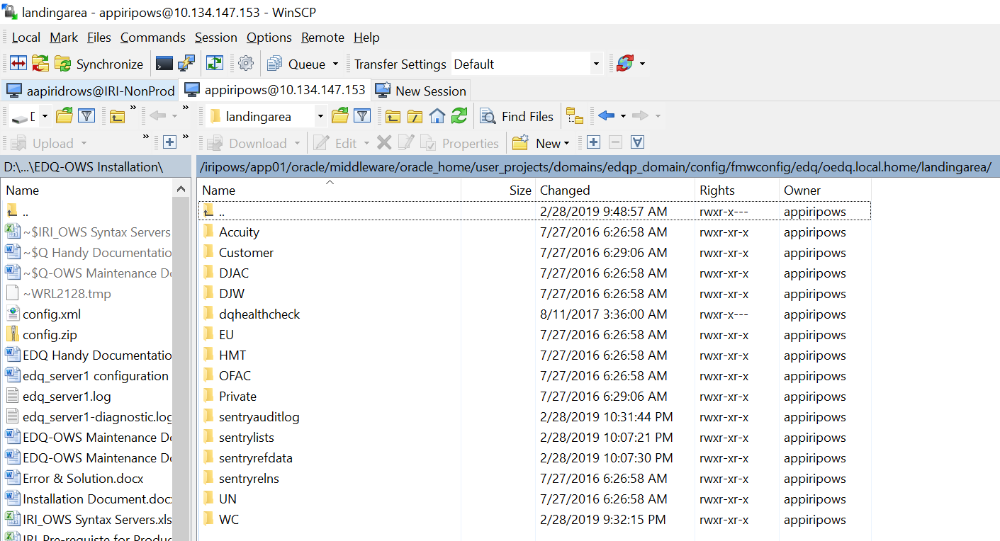 landingarea - appiripows@10.134.147.153 - WinSCP
Local Mark Files Commands Session Options Remote Help
Synchronize Queue Transfer Settings Default
aapiridrows@IRI-NonProd appiripows@10.134.147.153 New Session
landingarea Find Files
Upload Download Edit Properties New
D:\...\EDQ-OWS Installation\ /iripows/app01/oracle/middleware/oracle_home/user_projects/domains/edqp_domain/config/fmwconfig/edq/oedq.local.home/landingarea/
Name Name Size Changed Rights Owner
.. .. 2/28/2019 9:48:57 AM rwxr-x--- appiripows
~$IRI_OWS Syntax Servers Accuity 7/27/2016 6:26:58 AM rwxr-xr-x appiripows
~$Q Handy Documentatio Customer 7/27/2016 6:29:06 AM rwxr-xr-x appiripows
~$Q-OWS Maintenance Do DJAC 7/27/2016 6:26:58 AM rwxr-xr-x appiripows
~WRL2128.tmp DJW 7/27/2016 6:26:58 AM rwxr-xr-x appiripows
config.xml dqhealthcheck 8/11/2017 3:36:00 AM rwxr-x--- appiripows
config.zip EU 7/27/2016 6:26:58 AM rwxr-xr-x appiripows
EDQ Handy Documentatio HMT 7/27/2016 6:26:58 AM rwxr-xr-x appiripows
edq_server1 configuration OFAC 7/27/2016 6:26:58 AM rwxr-xr-x appiripows
edq_server1.log Private 7/27/2016 6:29:06 AM rwxr-xr-x appiripows
edq_server1-diagnostic.log sentryauditlog 2/28/2019 10:31:44 PM rwxr-xr-x appiripows
EDQ-OWS Maintenance Do sentrylists 2/28/2019 10:07:21 PM rwxr-xr-x appiripows
EDQ-OWS Maintenance Do sentryrefdata 2/28/2019 10:07:30 PM rwxr-xr-x appiripows
Error & Solution.docx sentryrelns 7/27/2016 6:26:58 AM rwxr-xr-x appiripows
Installation Document.docx UN 7/27/2016 6:26:58 AM rwxr-xr-x appiripows
IRI_OWS Syntax Servers.xls WC 2/28/2019 9:32:15 PM rwxr-xr-x appiripows
IRI Pre-requiste for Produc